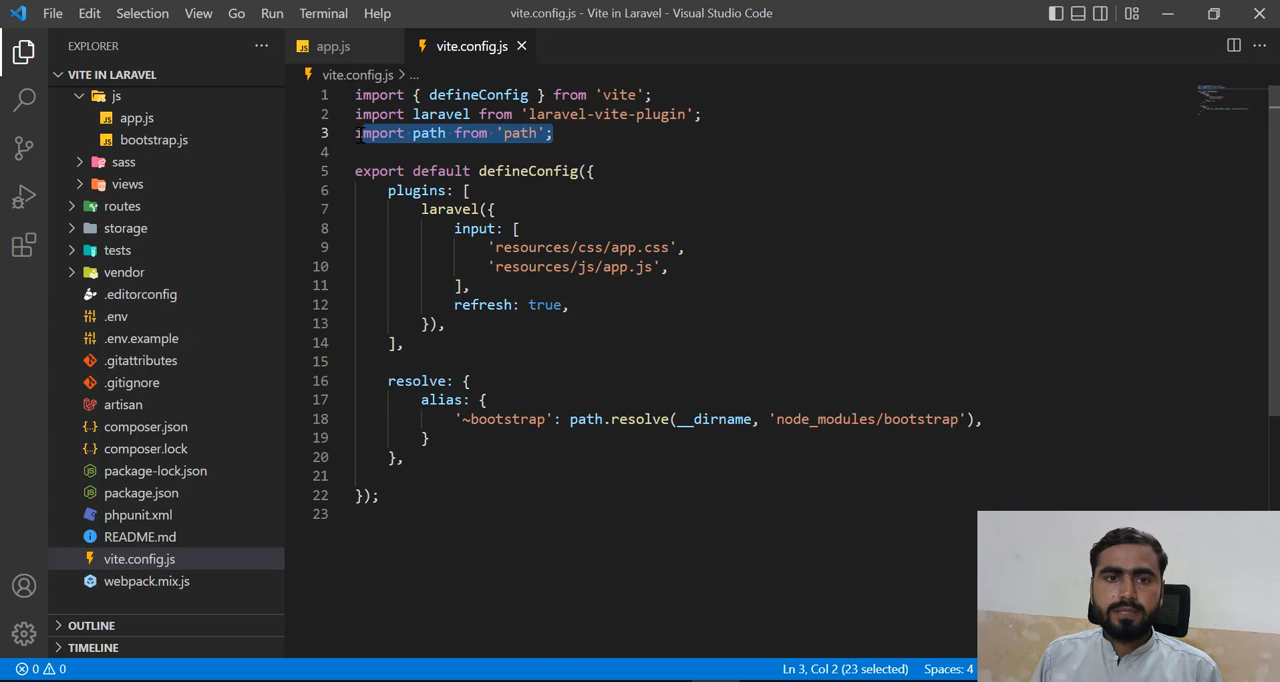 File Edit Selection View Go Run Terminal Help
vite.config.js - Vite in Laravel - Visual Studio Code
EXPLORER
VITE IN LARAVEL
js
app.js
bootstrap.js
sass
views
routes
storage
tests
vendor
.editorconfig
.env
.env.example
.gitattributes
.gitignore
artisan
composer.json
composer.lock
package-lock.json
package.json
phpunit.xml
README.md
vite.config.js
webpack.mix.js
OUTLINE
TIMELINE
JS app.js
vite.config.js
vite.config.js > ...
1 import { defineConfig } from 'vite';
2 import laravel from 'laravel-vite-plugin';
3 import path from 'path';
4
5 export default defineConfig({
6 plugins: [
7 laravel({
8 input: [
9 'resources/css/app.css',
10 'resources/js/app.js',
11 ],
12 refresh: true,
13 }),
14 ],
15
16 resolve: {
17 alias: {
18 '~bootstrap': path.resolve(__dirname, 'node_modules/bootstrap'),
19 }
20 },
21
22 });
23
0 0
Ln 3, Col 2 (23 selected) Spaces: 4